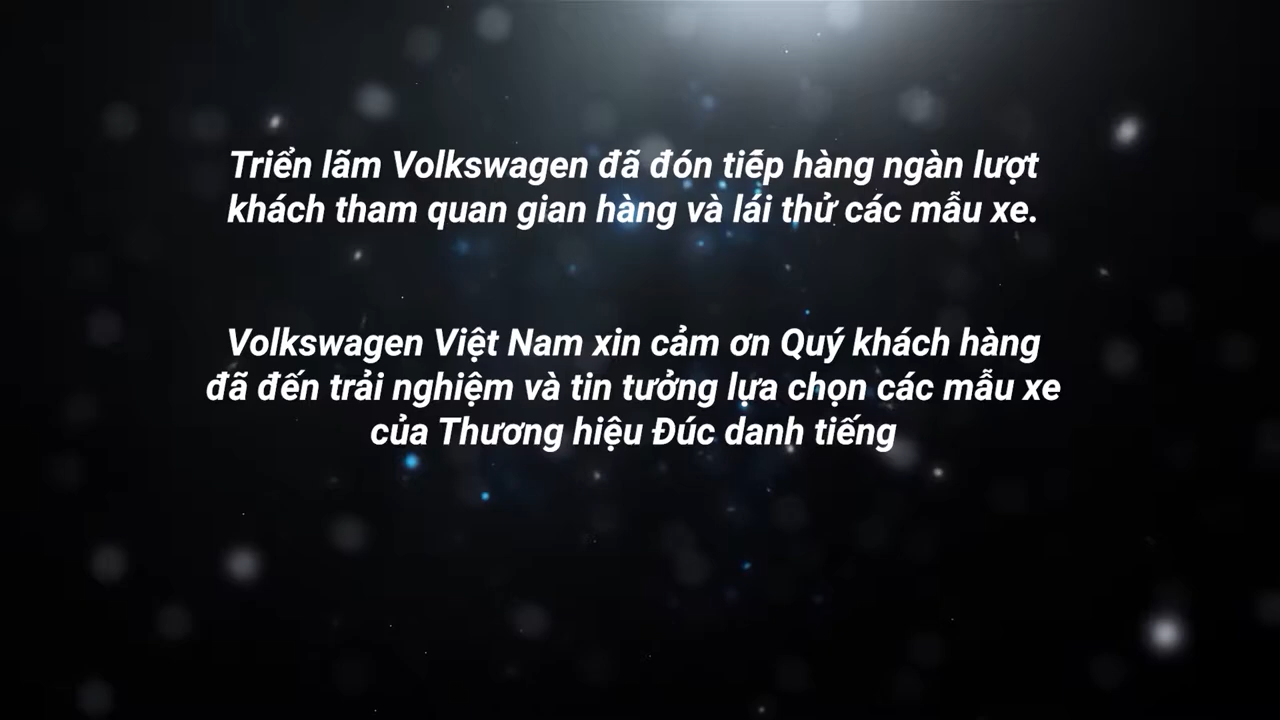 Triển lãm Volkswagen đã đón tiếp hàng ngàn lượt
khách tham quan gian hàng và lái thử các mẫu xe.
Volkswagen Việt Nam xin cảm ơn Quý khách hàng
đã đến trải nghiệm và tin tưởng lựa chọn các mẫu xe
của Thương hiệu Đúc danh tiếng